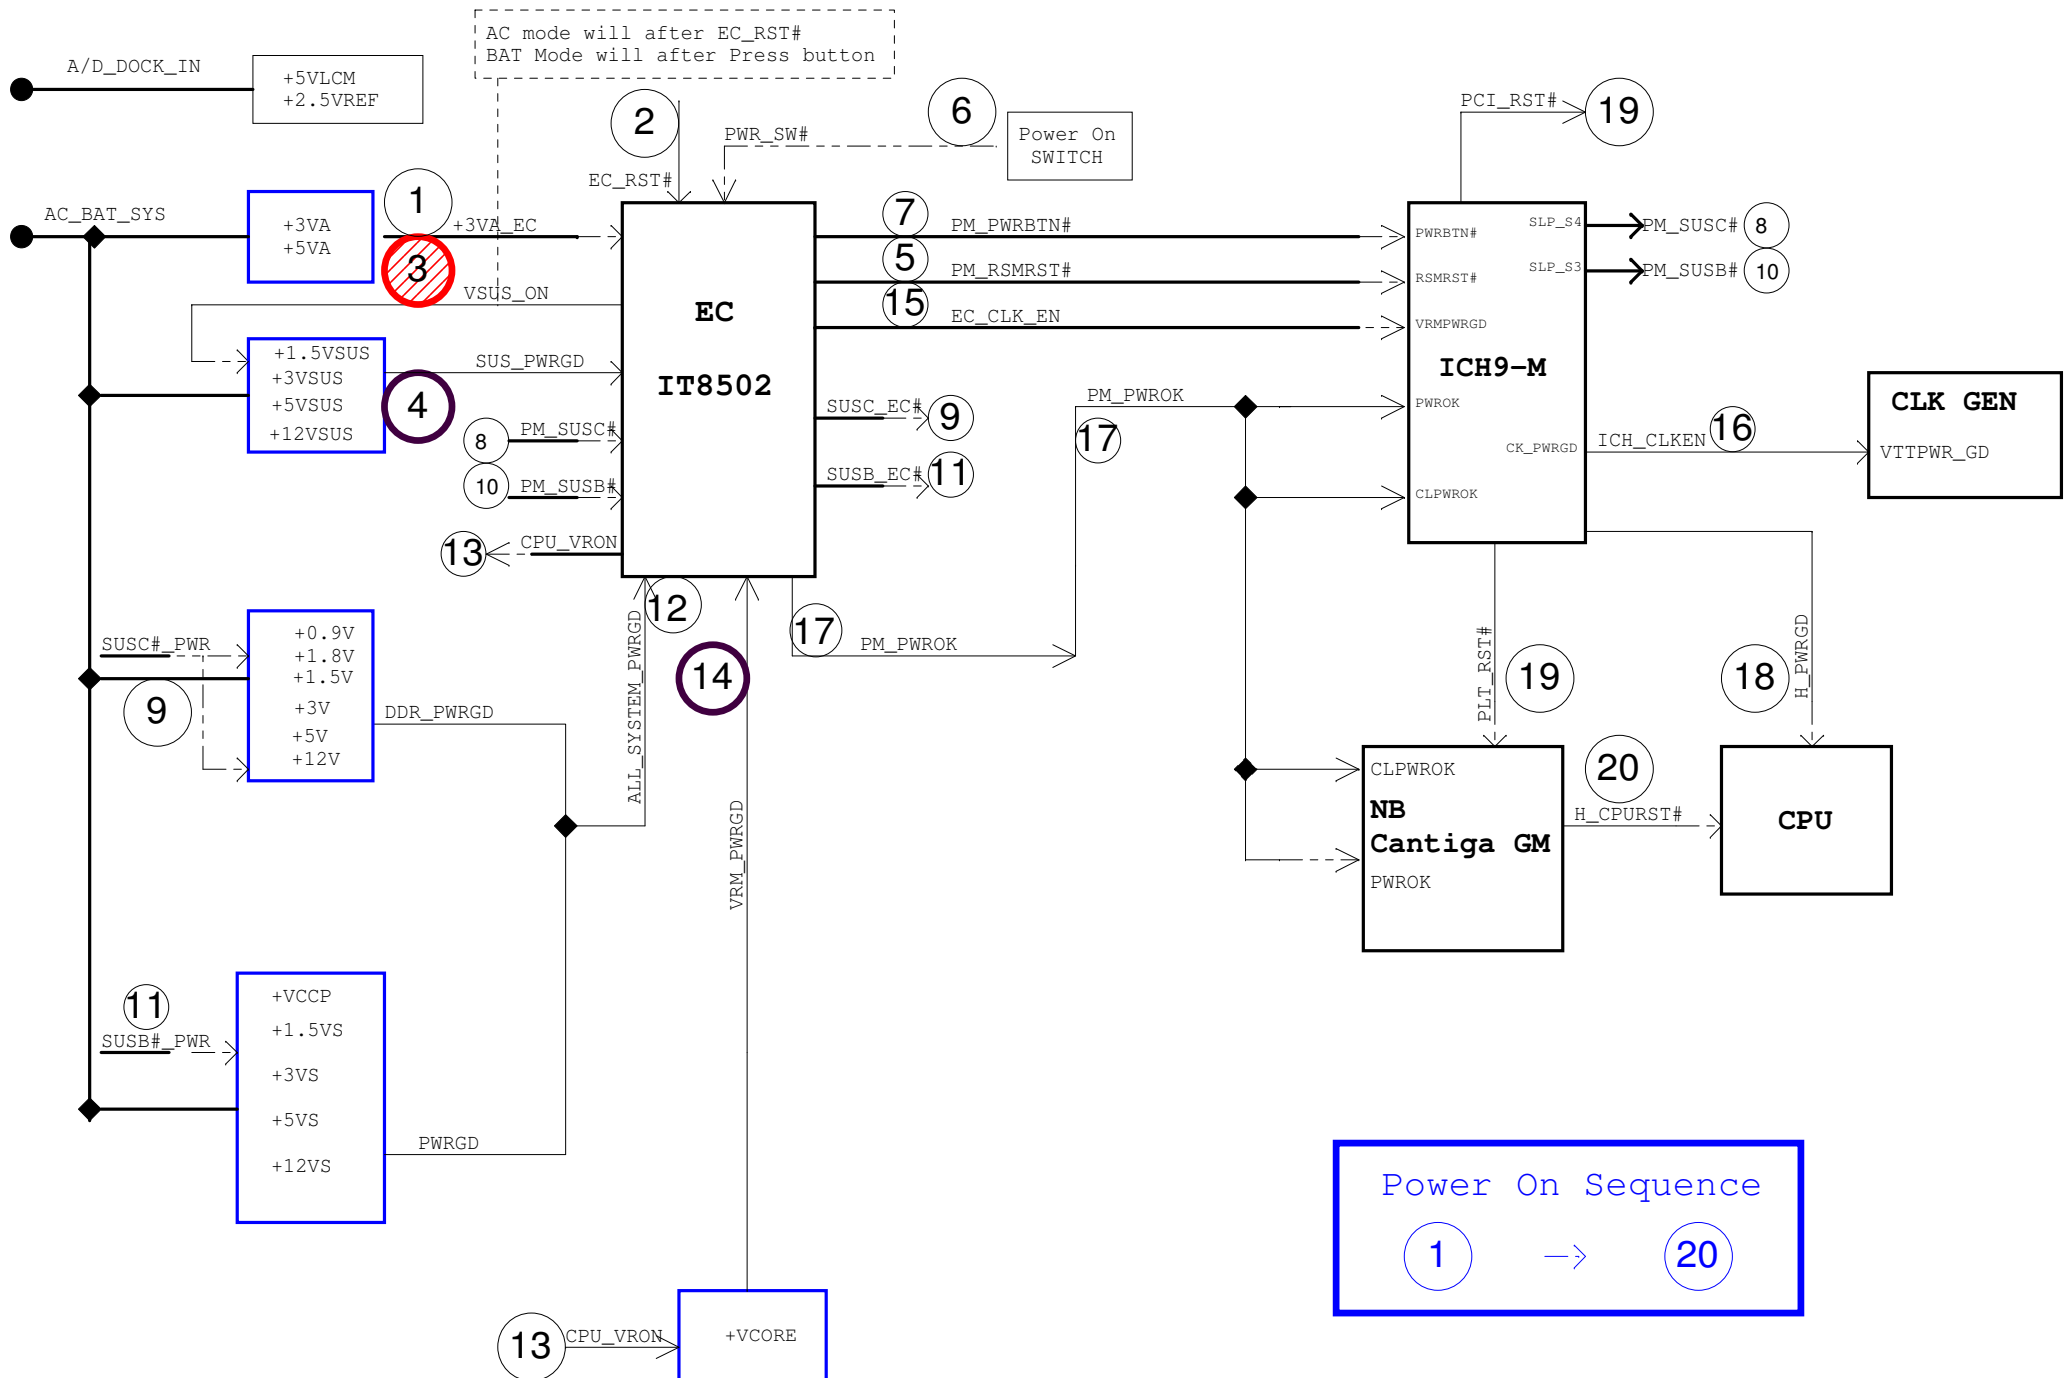 AC mode will after EC_RST#
BAT Mode will after Press button
A/D_DOCK_IN
+5VLCM
+2.5VREF
2
PWR_SW#
6
Power On
SWITCH
PCI_RST#
19
EC_RST#
AC_BAT_SYS
+3VA
+5VA
1
+3VA_EC
3
VSUS_ON
EC
IT8502
7
PM_PWRBTN#
5
PM_RSMRST#
15
EC_CLK_EN
PWRBTN#
RSMRST#
VRMPWRGD
ICH9-M
PWROK
CLPWROK
SLP_S4
SLP_S3
CK_PWRGD
PM_SUSC#
8
PM_SUSB#
10
+1.5VSUS
+3VSUS
+5VSUS
+12VSUS
SUS_PWRGD
4
8
PM_SUSC#
10
PM_SUSB#
13
CPU_VRON
SUSC_EC#
9
SUSB_EC#
11
PM_PWROK
17
ICH_CLKEN
16
CLK GEN
VTTPWR_GD
12
14
17
PM_PWROK
ALL_SYSTEM_PWRGD
VRM_PWRGD
SUSC#_PWR
9
+0.9V
+1.8V
+1.5V
+3V
+5V
+12V
DDR_PWRGD
PLT_RST#
19
18
H_PWRGD
CLPWROK
NB
Cantiga GM
PWROK
20
H_CPURST#
CPU
11
SUSB#_PWR
+VCCP
+1.5VS
+3VS
+5VS
+12VS
PWRGD
Power On Sequence
1
20
13
CPU_VRON
+VCORE